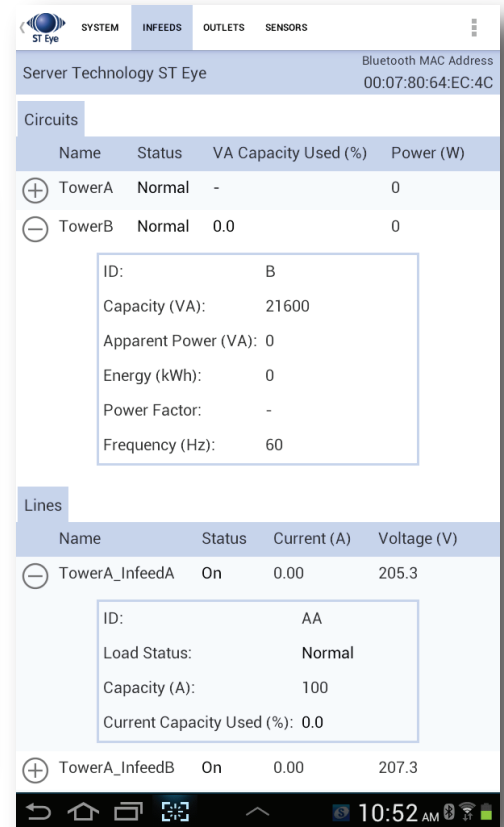 ST Eye SYSTEM INFEEDS OUTLETS SENSORS
Bluetooth MAC Address
Server Technology ST Eye 00:07:80:64:EC:4C
Circuits
Name Status VA Capacity Used (%) Power (W)
TowerA Normal - 0
TowerB Normal 0.0 0
ID: B
Capacity (VA): 21600
Apparent Power (VA): 0
Energy (kWh): 0
Power Factor: -
Frequency (Hz): 60
Lines
Name Status Current (A) Voltage (V)
TowerA_InfeedA On 0.00 205.3
ID: AA
Load Status: Normal
Capacity (A): 100
Current Capacity Used (%): 0.0
TowerA_InfeedB On 0.00 207.3
10:52 AM